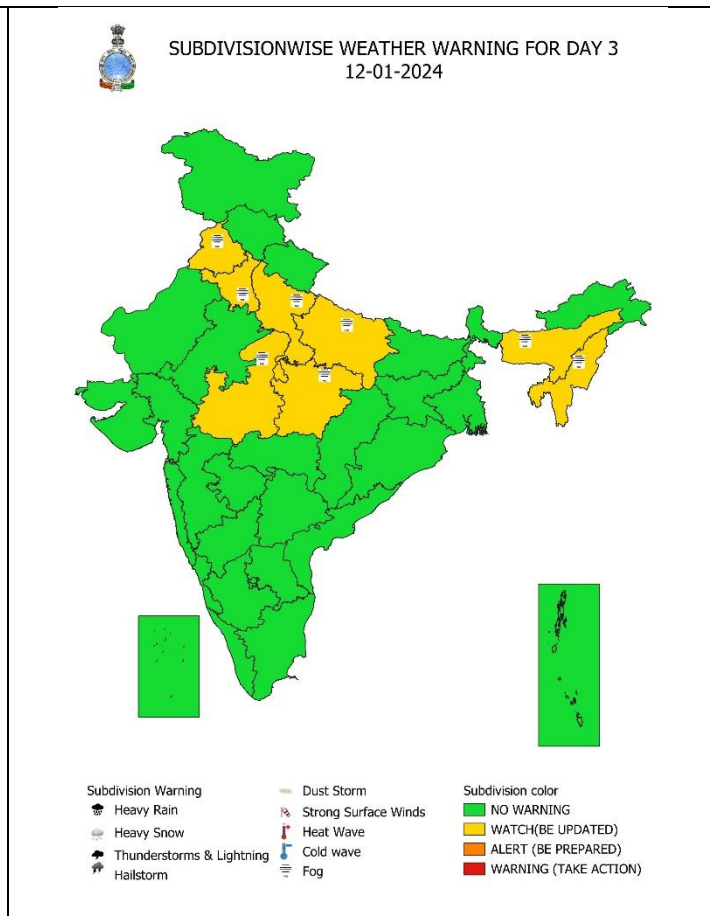 SUBDIVISIONWISE WEATHER WARNING FOR DAY 3
12-01-2024
Subdivision Warning
Heavy Rain
Heavy Snow
Thunderstorms & Lightning
Hailstorm
Dust Storm
Strong Surface Winds
Heat Wave
Cold wave
Fog
Subdivision color
NO WARNING
WATCH(BE UPDATED)
ALERT (BE PREPARED)
WARNING (TAKE ACTION)